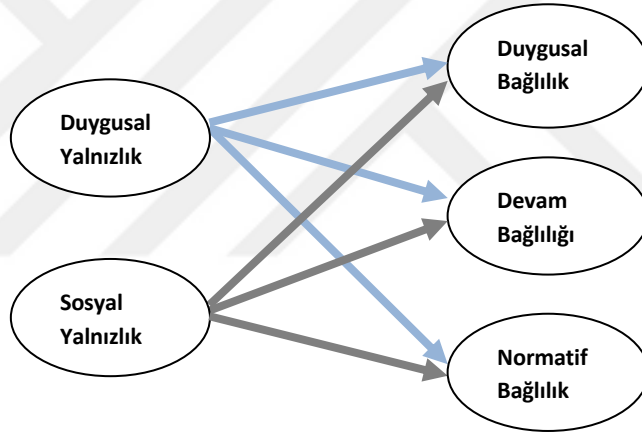 Duygusal
Yalnızlık
Sosyal
Yalnızlık
Duygusal
Bağlılık
Devam
Bağlılığı
Normatif
Bağlılık